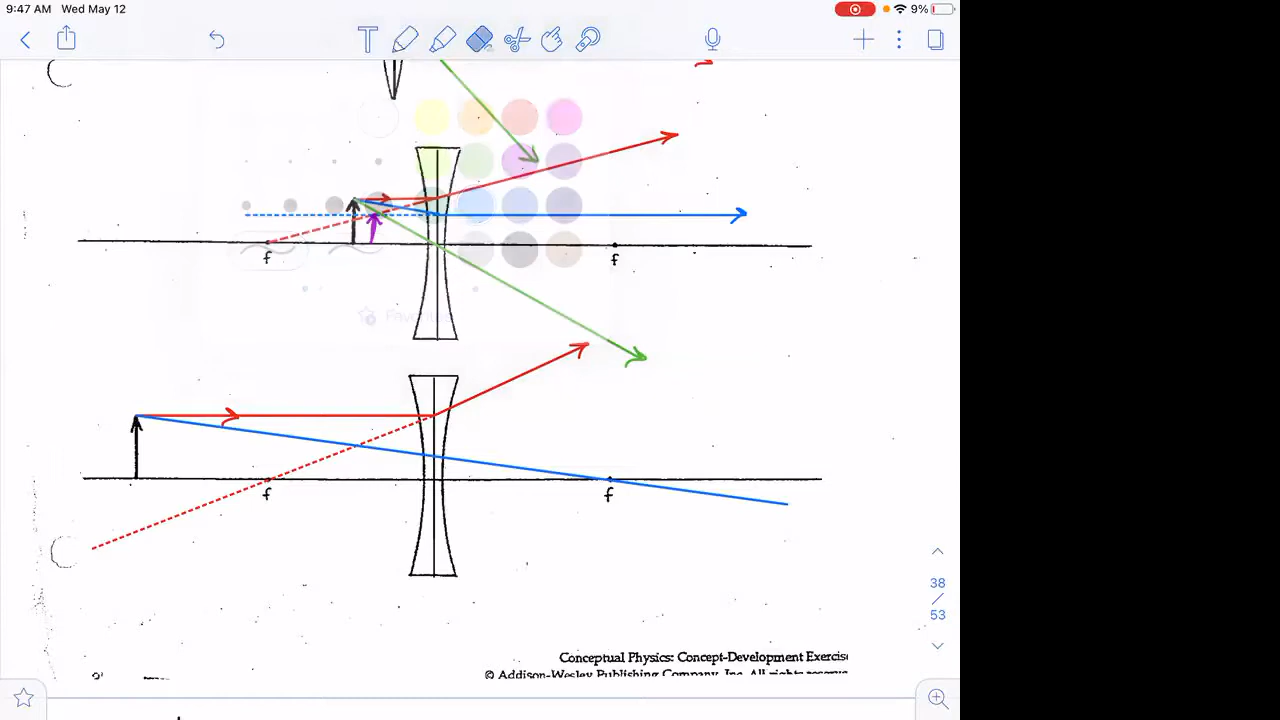 9:47 AM Wed May 12
9%
f
f
f
f
38
/
53
Conceptual Physics: Concept-Development Exercise
© Addison-Wesley Publishing Company, Inc. All rights